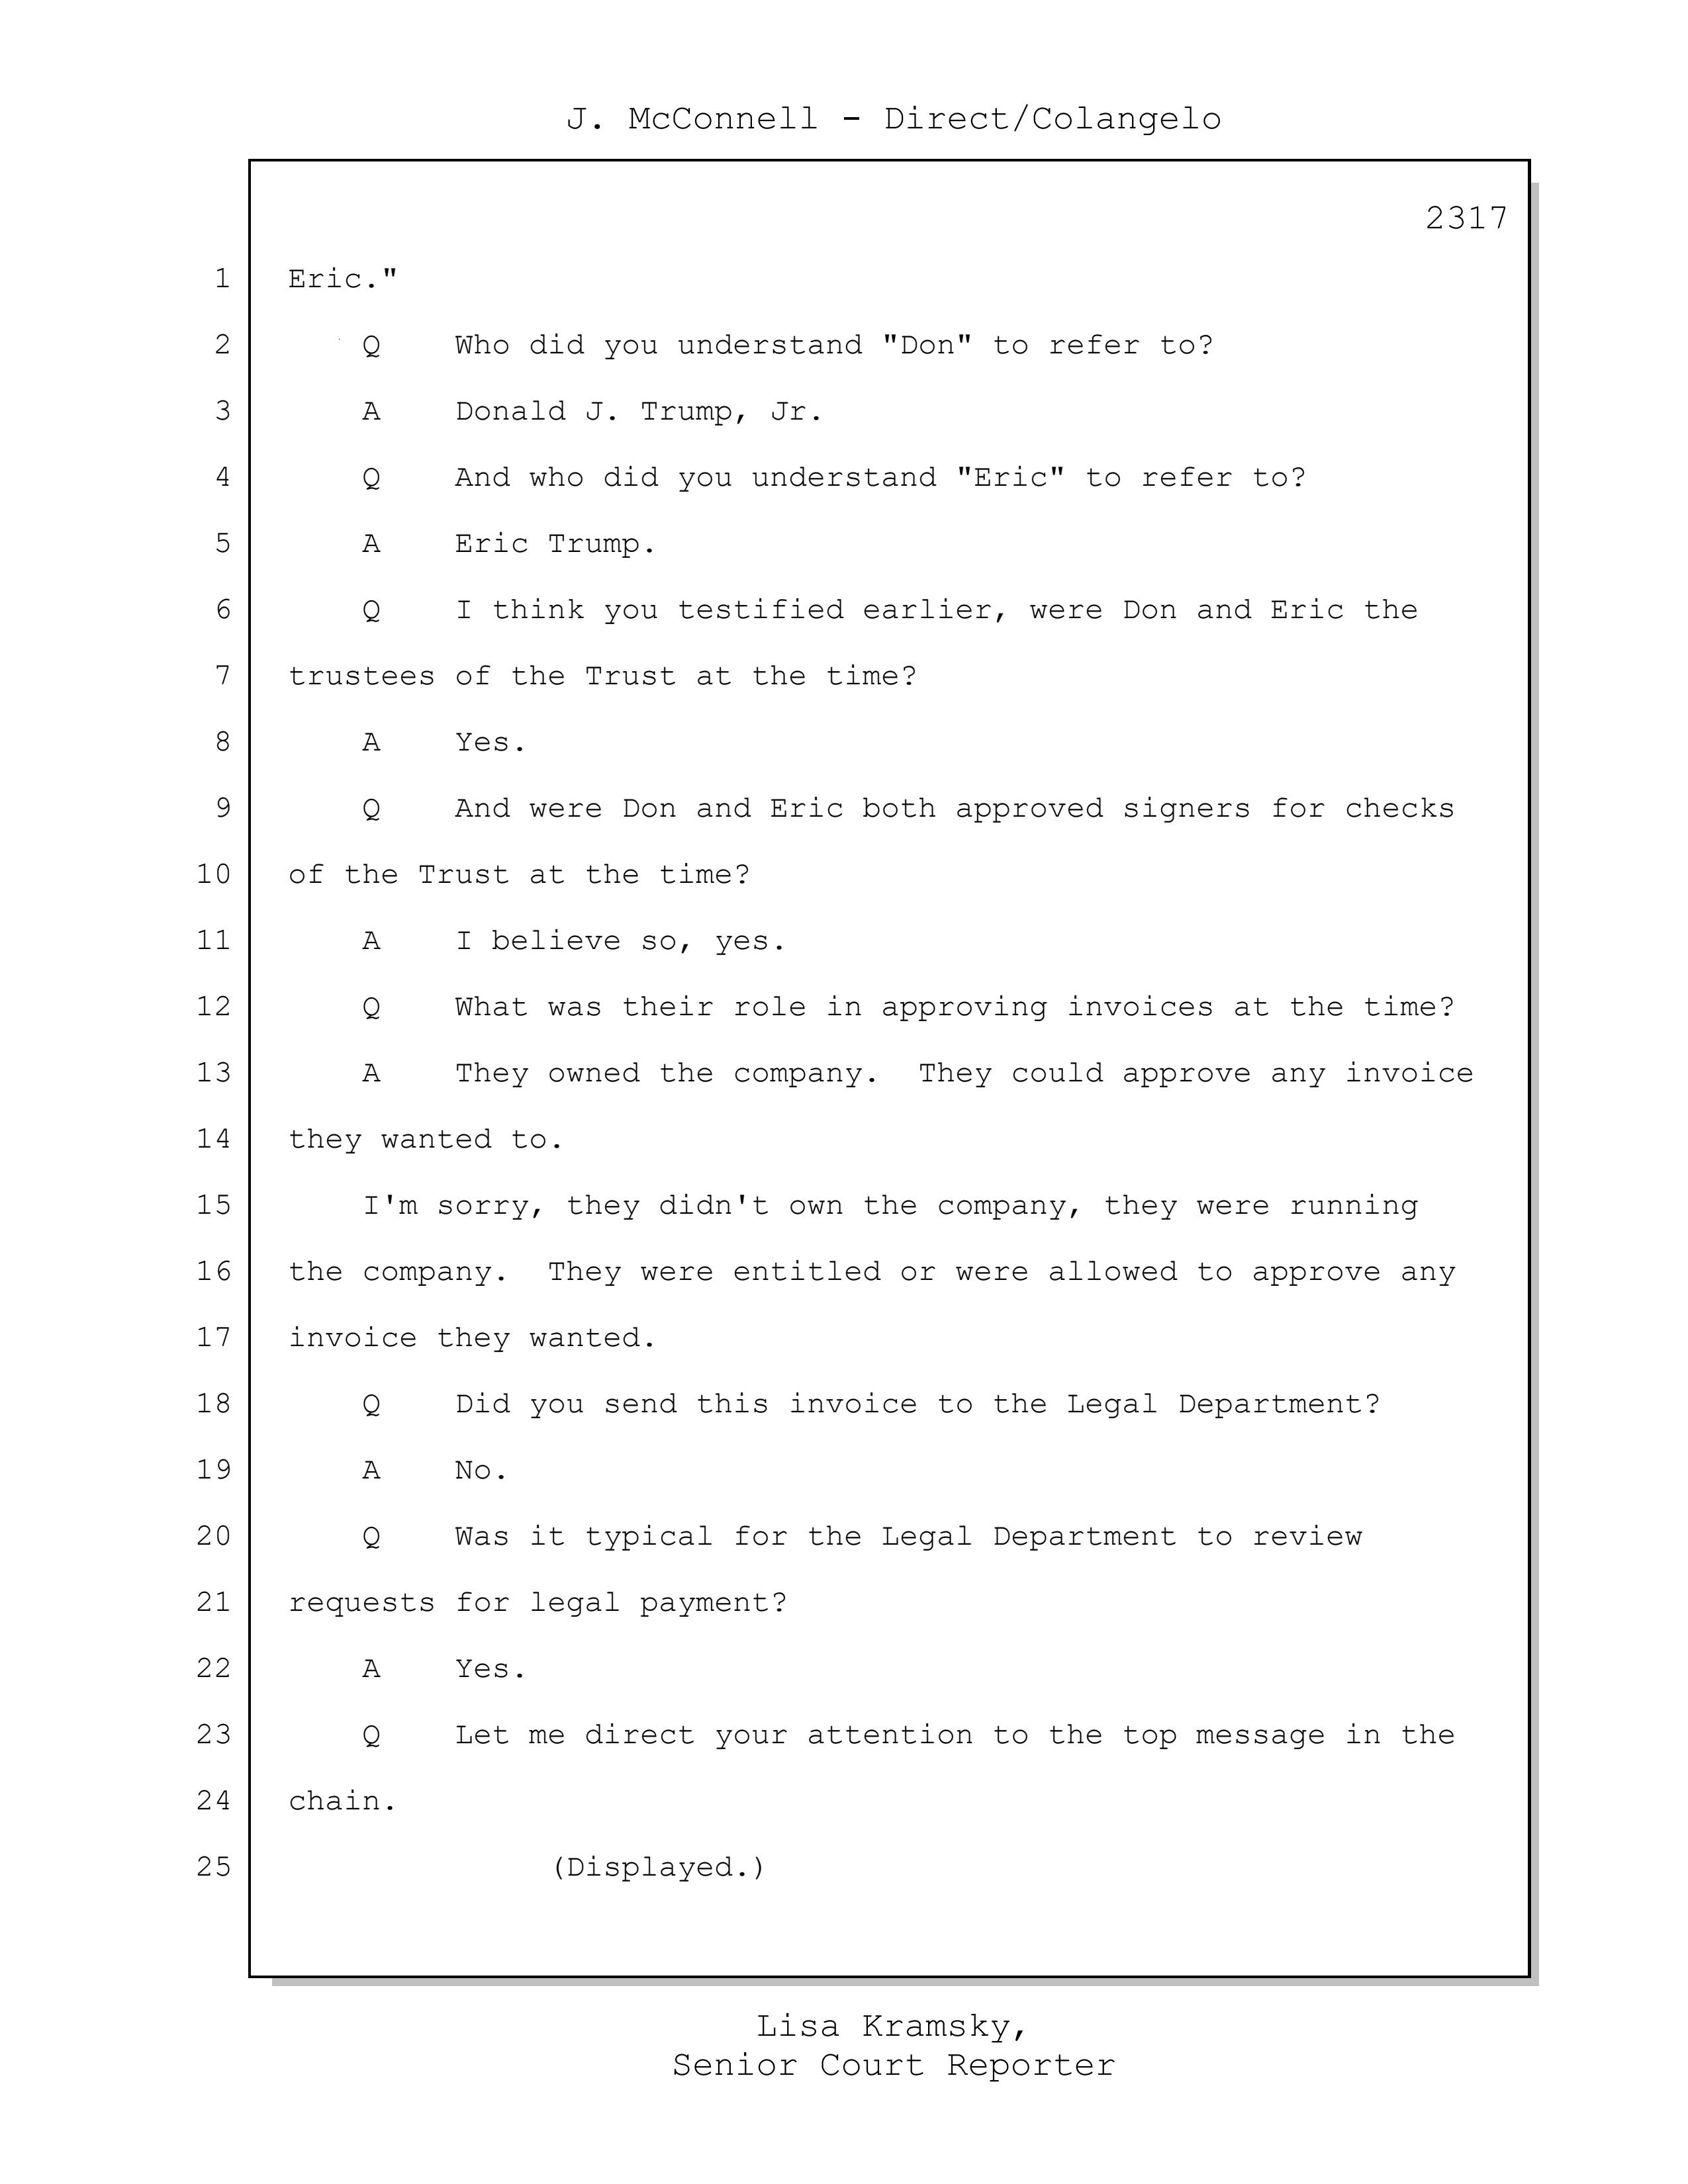 J. McConnell - Direct/Colangelo
2317
1 Eric."
2 Q Who did you understand "Don" to refer to?
3 A Donald J. Trump, Jr.
4 Q And who did you understand "Eric" to refer to?
5 A Eric Trump.
6 Q I think you testified earlier, were Don and Eric the
7 trustees of the Trust at the time?
8 A Yes.
9 Q And were Don and Eric both approved signers for checks
10 of the Trust at the time?
11 A I believe so, yes.
12 Q What was their role in approving invoices at the time?
13 A They owned the company. They could approve any invoice
14 they wanted to.
15 I'm sorry, they didn't own the company, they were running
16 the company. They were entitled or were allowed to approve any
17 invoice they wanted.
18 Q Did you send this invoice to the Legal Department?
19 A No.
20 Q Was it typical for the Legal Department to review
21 requests for legal payment?
22 A Yes.
23 Q Let me direct your attention to the top message in the
24 chain.
25 (Displayed.)
Lisa Kramsky,
Senior Court Reporter